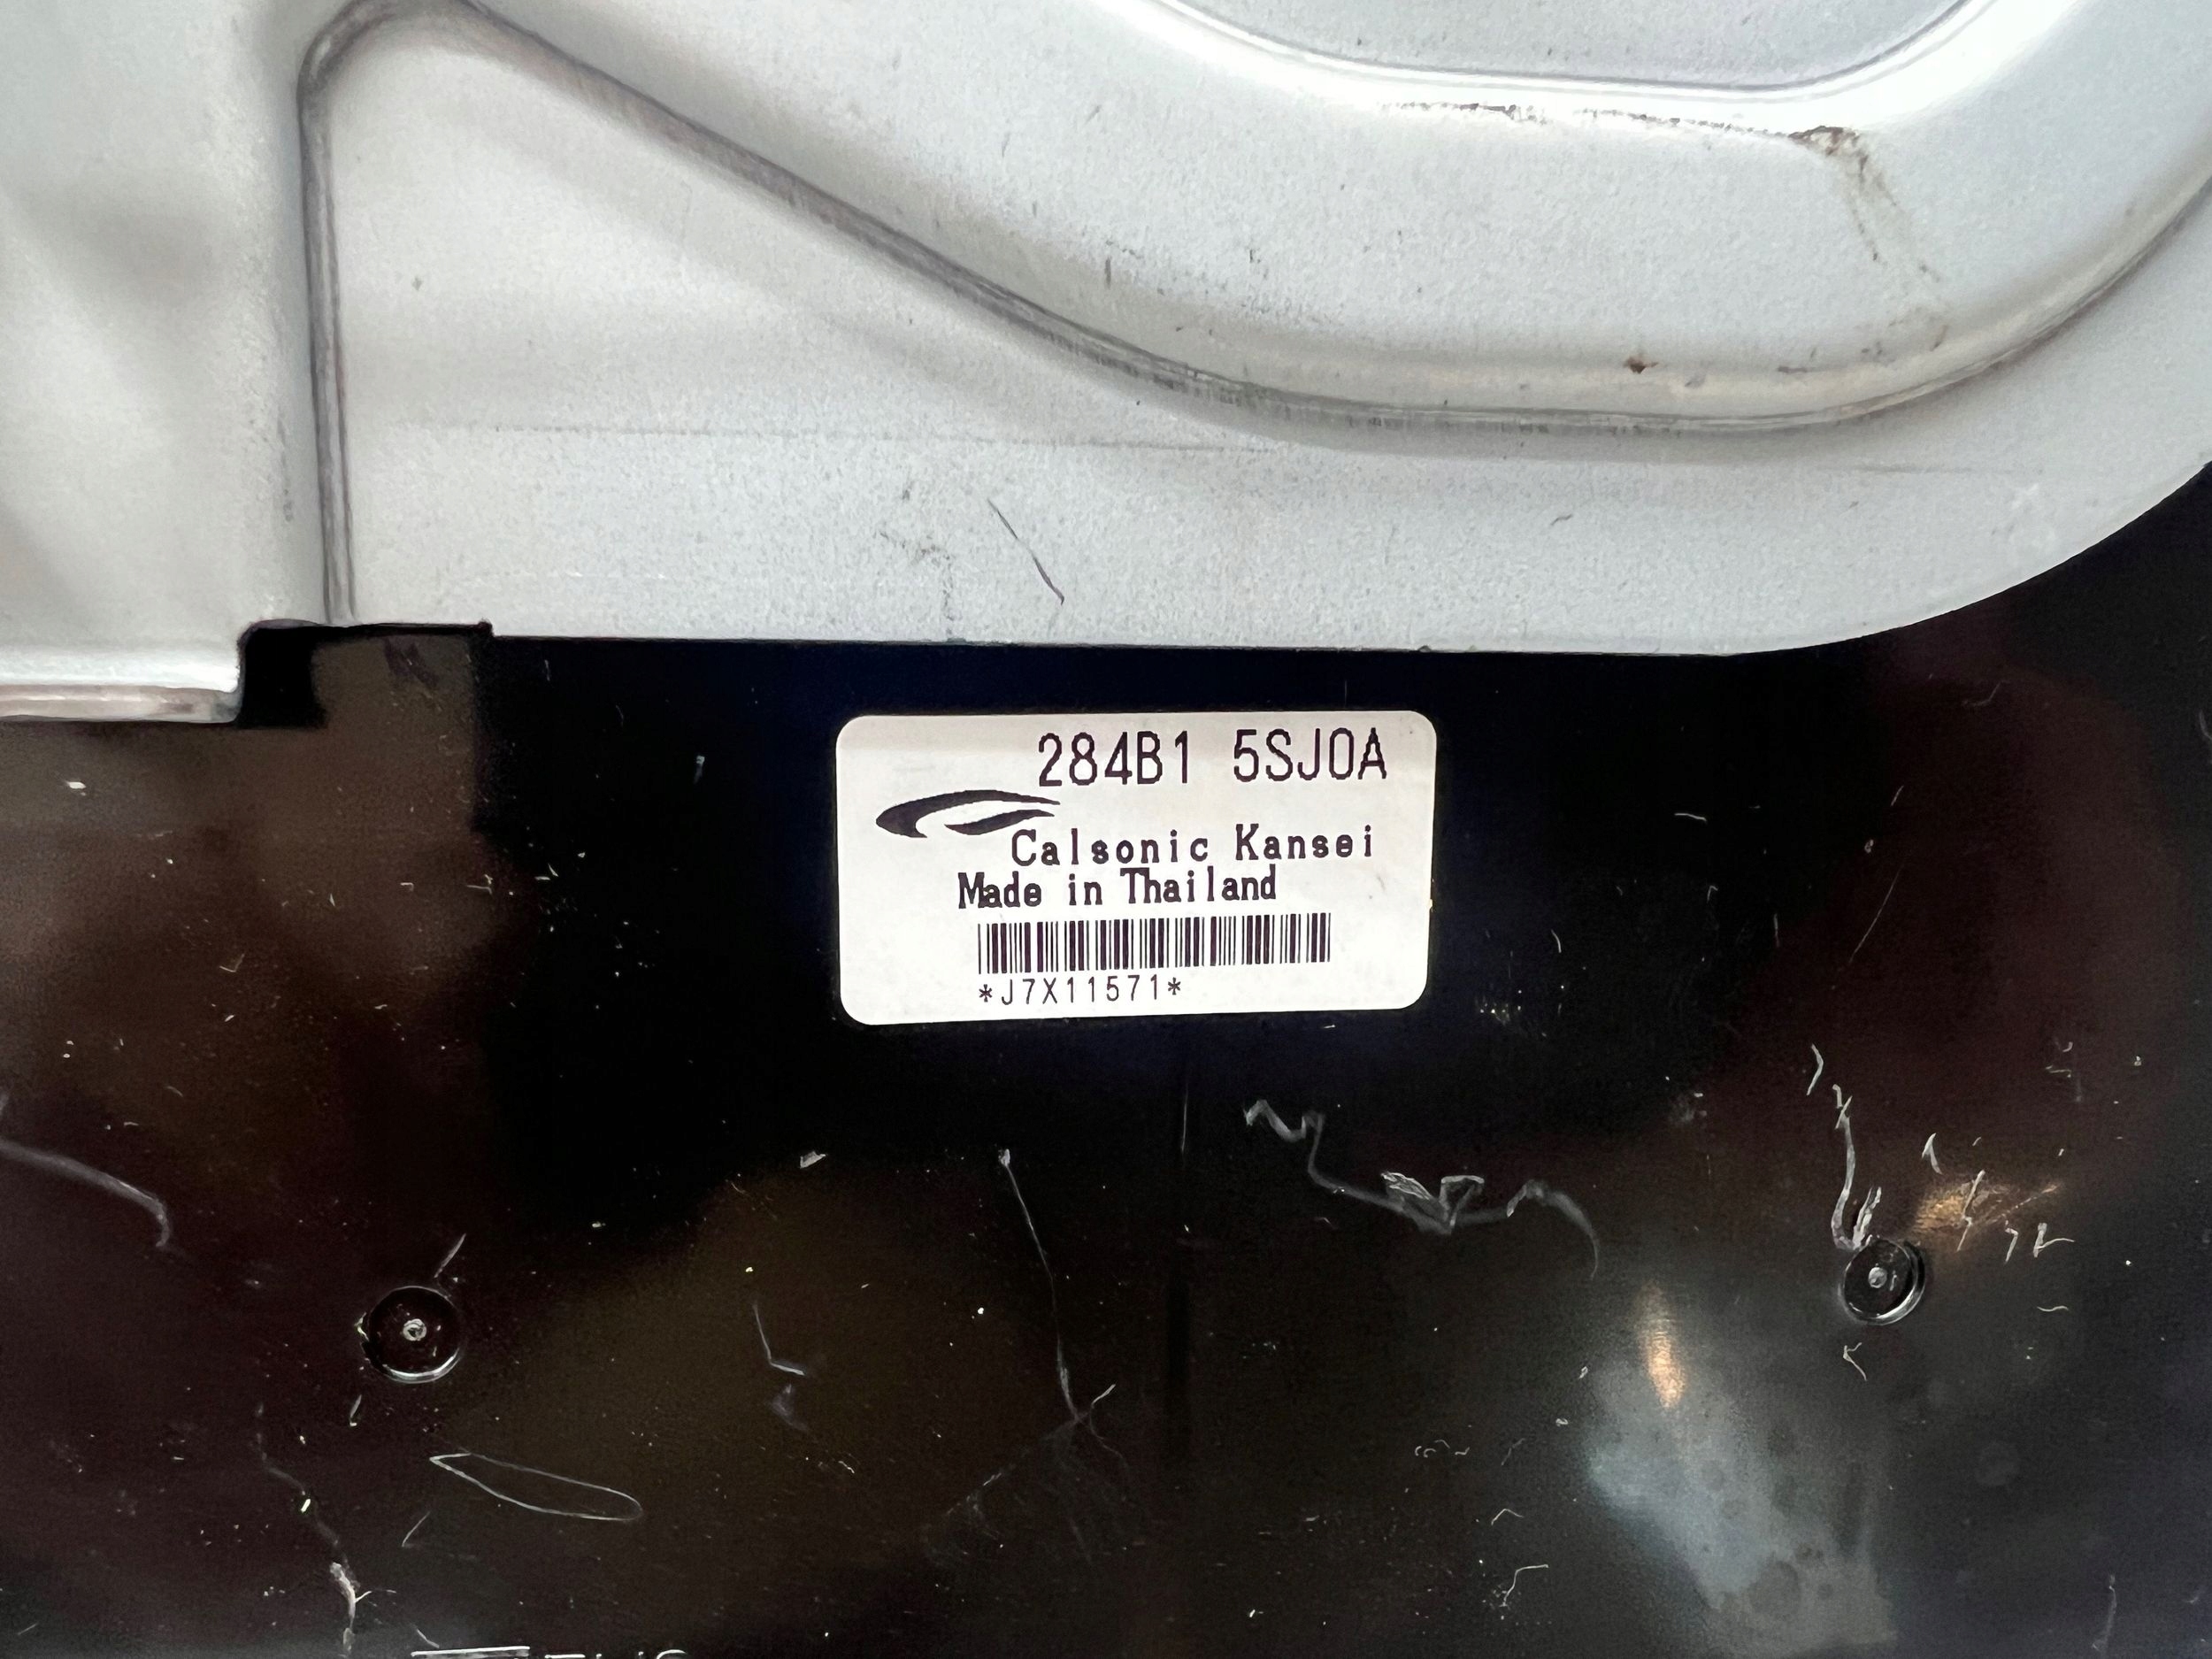 284B1 5SJ0A
Calsonic Kansei
Made in Thailand
*J7X11571*